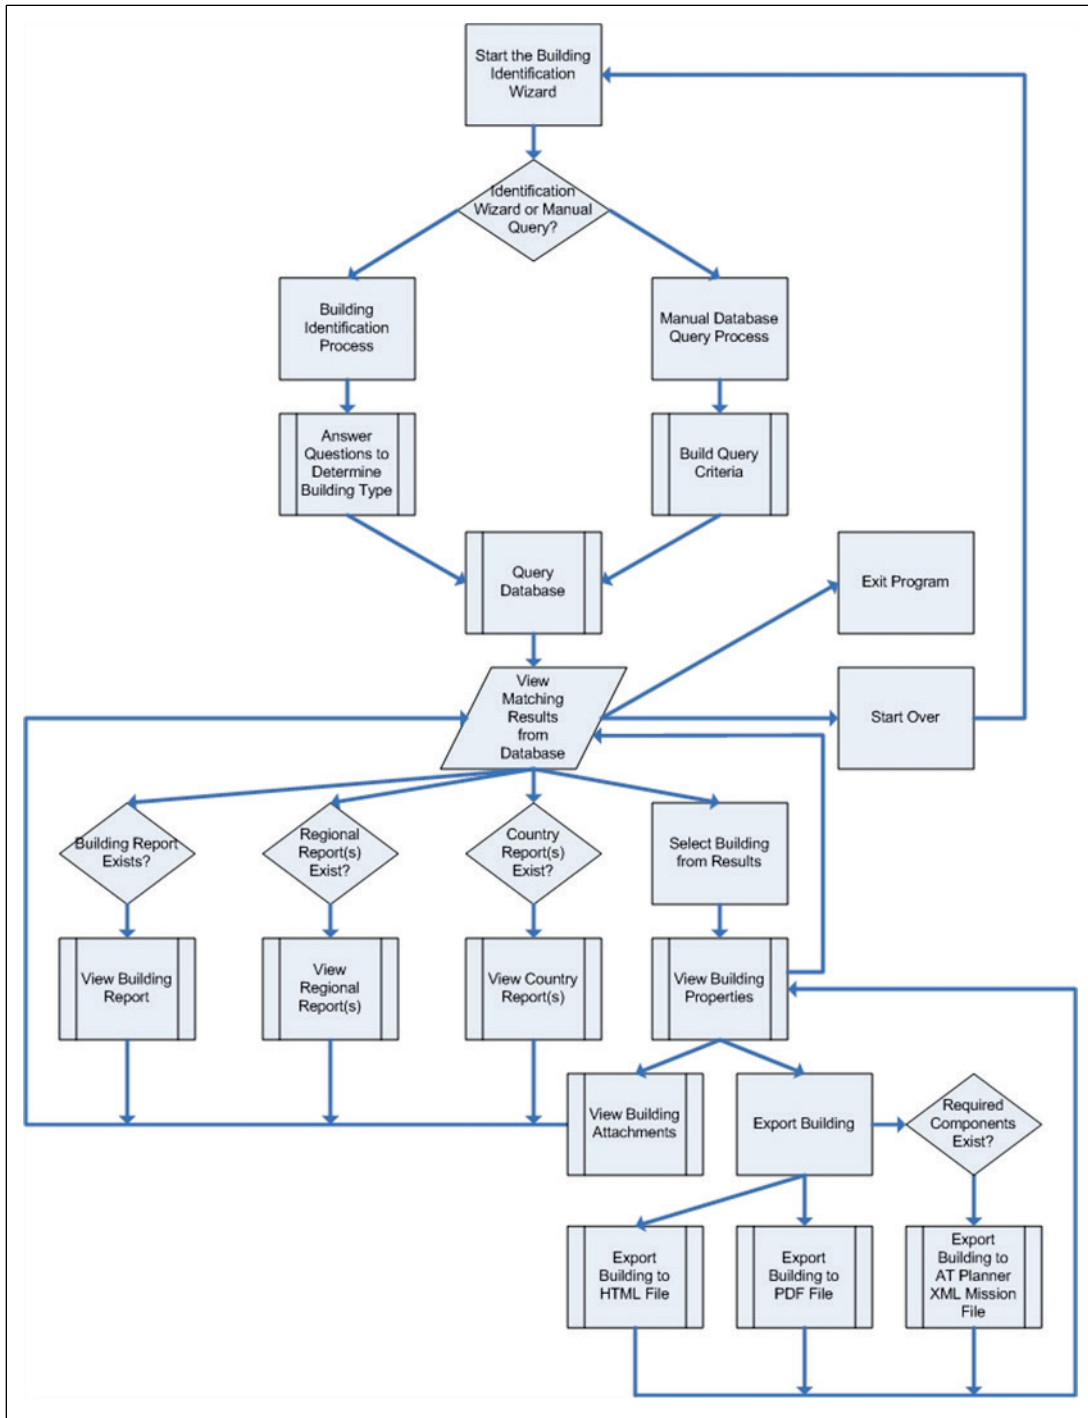 Start the Building
Identification
Wizard
Identification
Wizard or Manual
Query?
Building
Identification
Process
Manual Database
Query Process
Answer
Questions to
Determine
Building Type
Build Query
Criteria
Query
Database
Exit Program
View
Matching
Results
from
Database
Start Over
Building Report
Exists?
Regional
Report(s)
Exist?
Country
Report(s)
Exist?
Select Building
from Results
View Building
Report
View
Regional
Report(s)
View Country
Report(s)
View Building
Properties
View Building
Attachments
Export Building
Required
Components
Exist?
Export
Building to
HTML File
Export
Building to
PDF File
Export
Building to
AT Planner
XML Mission
File